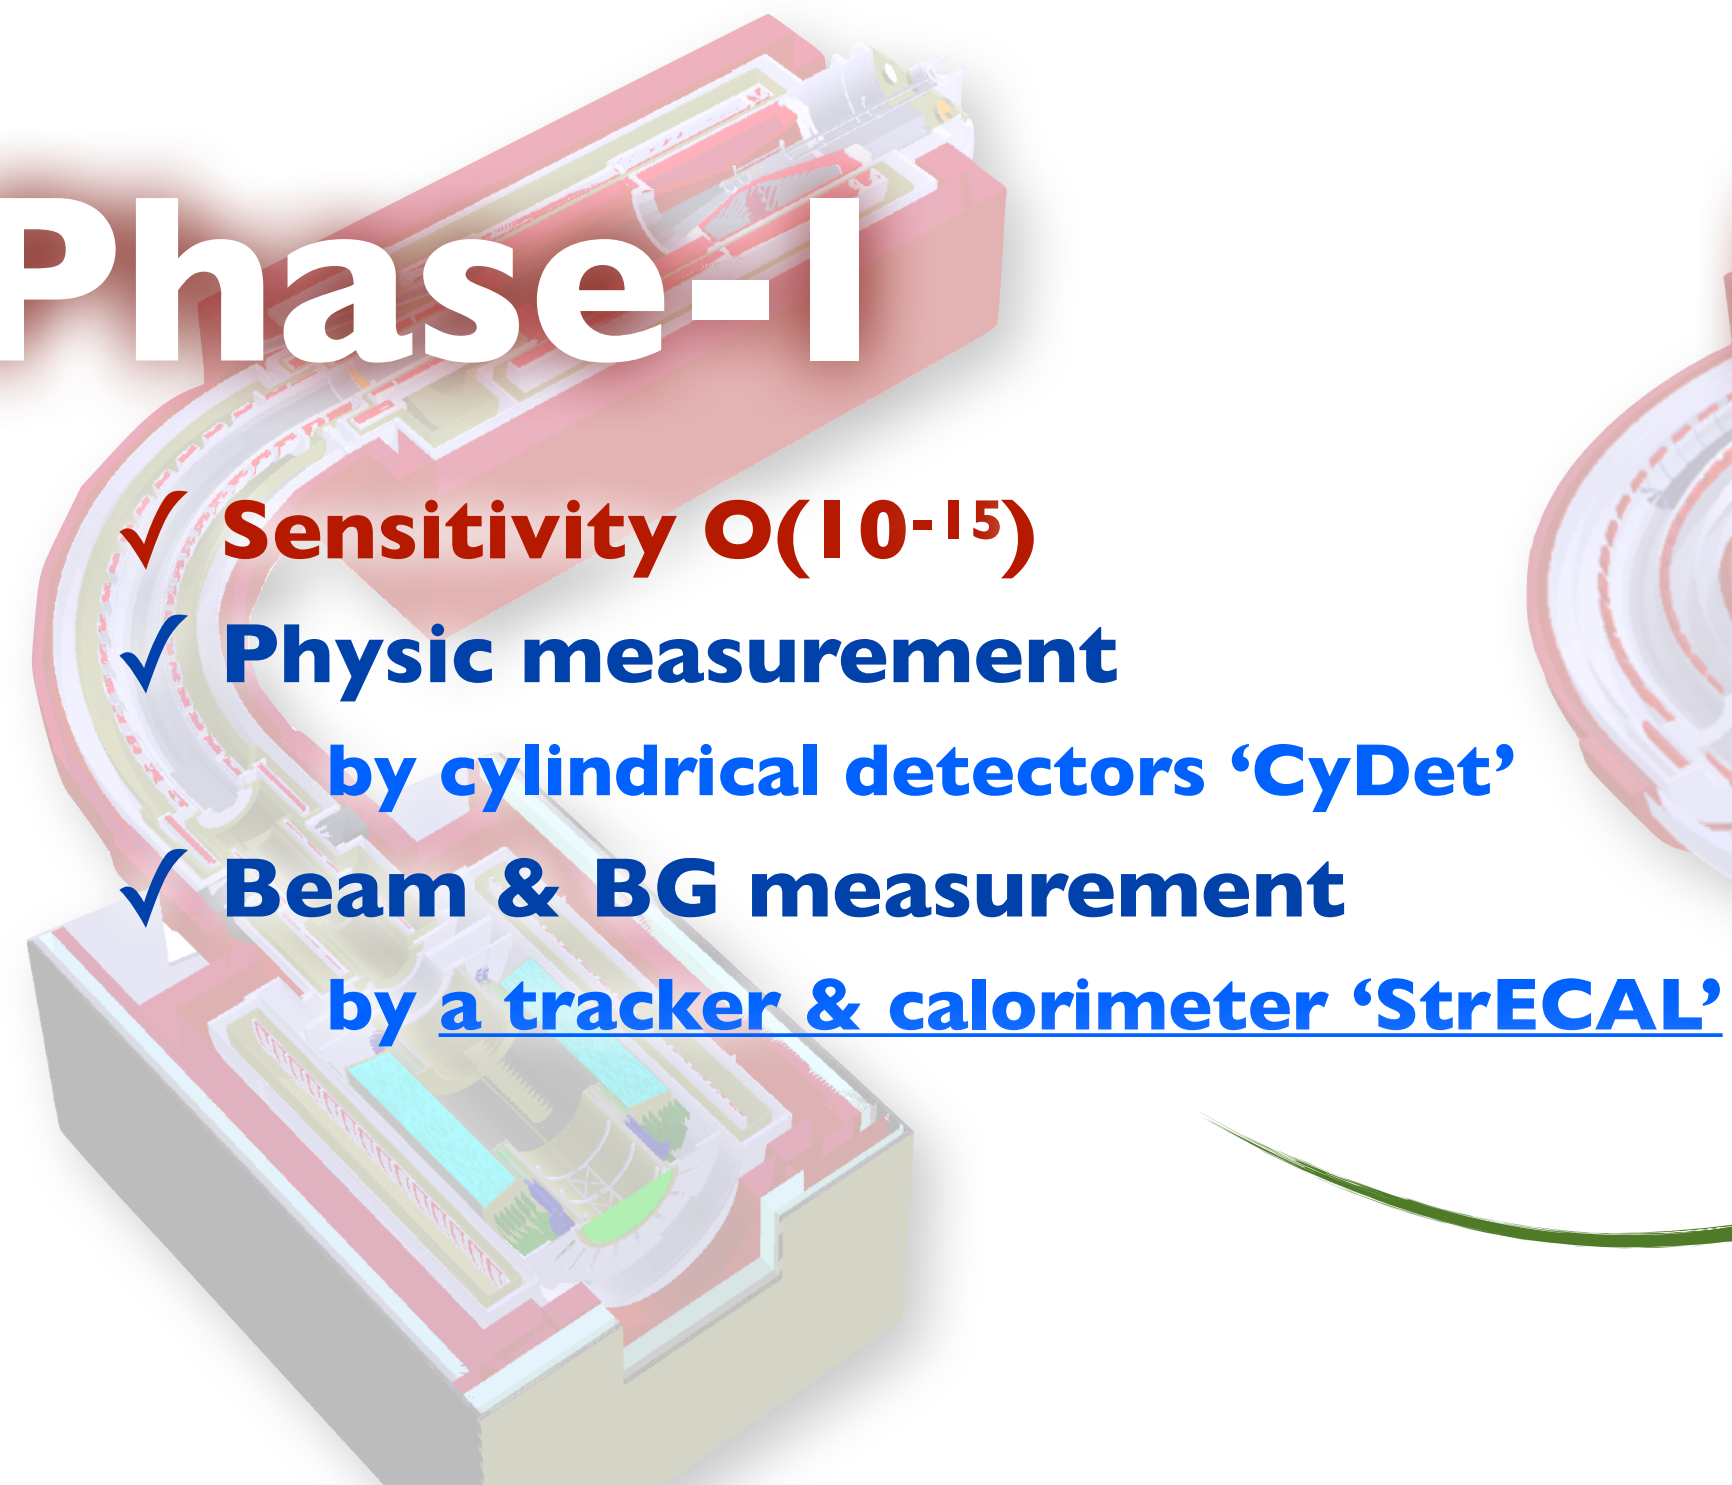 Phase-I
✓ Sensitivity O(10⁻¹⁵)
✓ Physic measurement
by cylindrical detectors ‘CyDet’
✓ Beam & BG measurement
by a tracker & calorimeter ‘StrECAL’